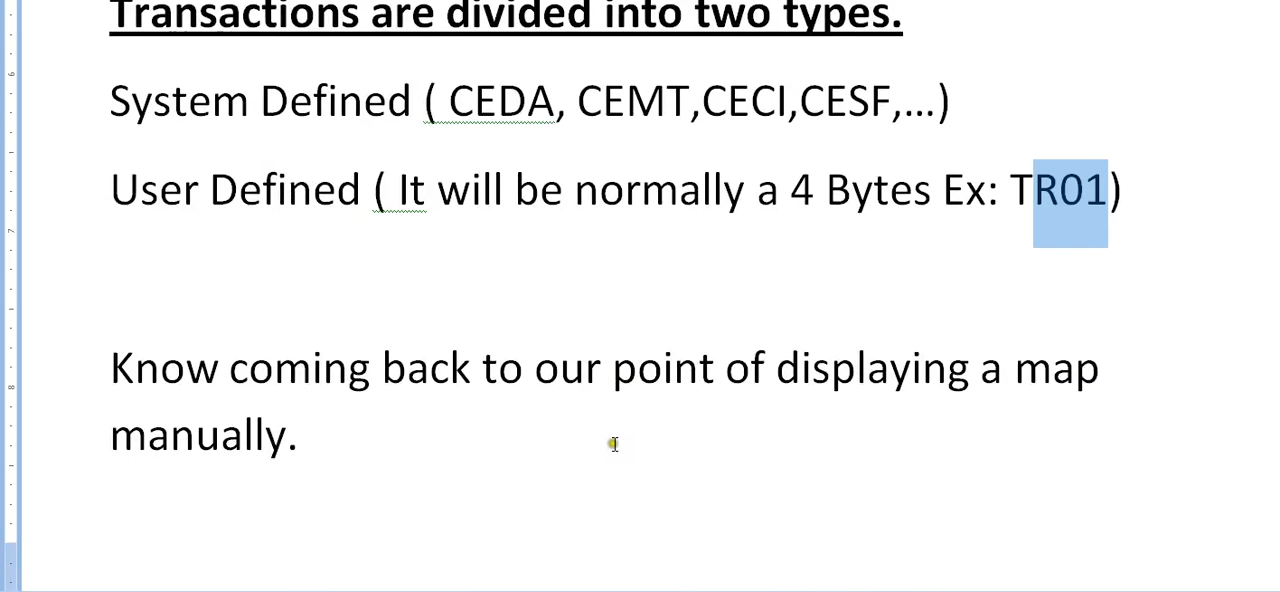 Transactions are divided into two types.
System Defined ( CEDA, CEMT,CECI,CESF,...)
User Defined ( It will be normally a 4 Bytes Ex: TR01)
Know coming back to our point of displaying a map
manually.